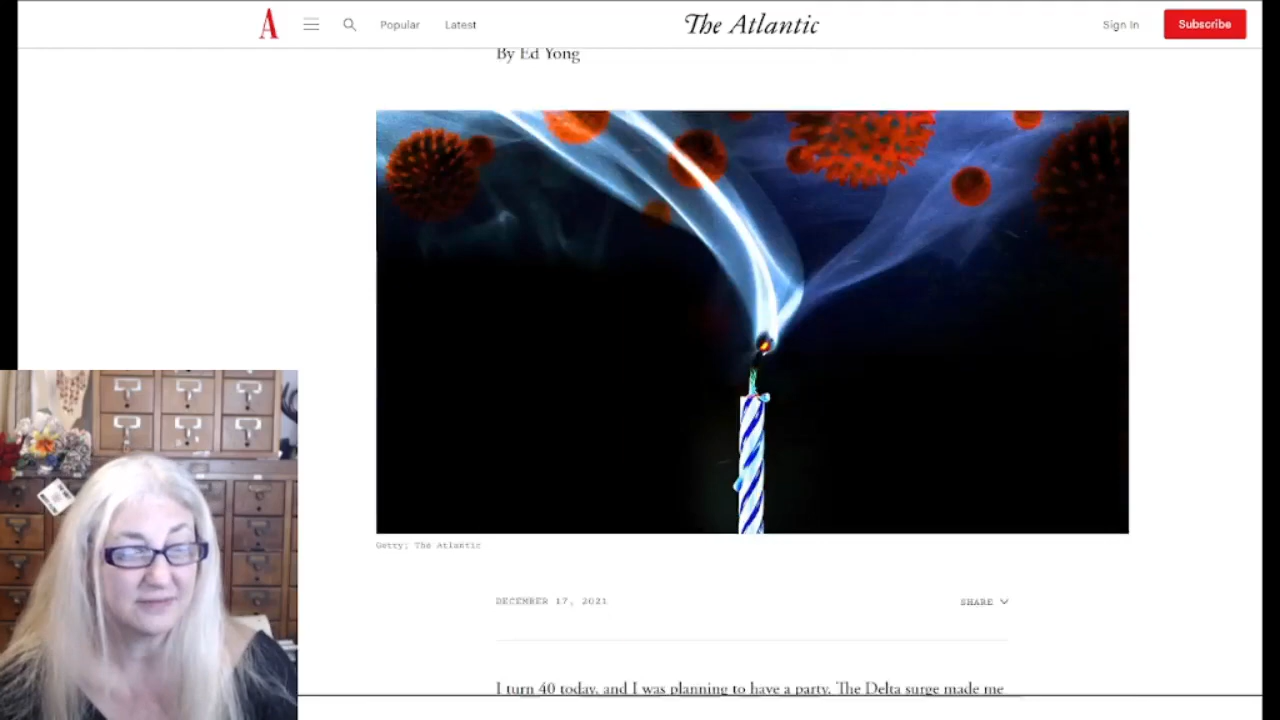 A
Popular
Latest
The Atlantic
Sign In
Subscribe
By Ed Yong
Getty; The Atlantic
DECEMBER 17, 2021
SHARE
I turn 40 today, and I was planning to have a party. The Delta surge made me